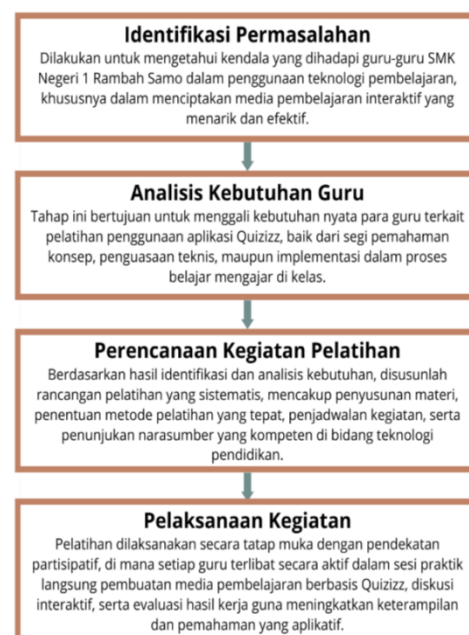 Identifikasi Permasalahan
Dilakukan untuk mengetahui kendala yang dihadapi guru-guru SMK
Negeri 1 Rambah Samo dalam penggunaan teknologi pembelajaran,
khususnya dalam menciptakan media pembelajaran interaktif yang
menarik dan efektif.
Analisis Kebutuhan Guru
Tahap ini bertujuan untuk menggali kebutuhan nyata para guru terkait
pelatihan penggunaan aplikasi Quizizz, baik dari segi pemahaman
konsep, penguasaan teknis, maupun implementasi dalam proses
belajar mengajar di kelas.
Perencanaan Kegiatan Pelatihan
Berdasarkan hasil identifikasi dan analisis kebutuhan, disusunlah
rancangan pelatihan yang sistematis, mencakup penyusunan materi,
penentuan metode pelatihan yang tepat, penjadwalan kegiatan, serta
penunjukan narasumber yang kompeten di bidang teknologi
pendidikan.
Pelaksanaan Kegiatan
Pelatihan dilaksanakan secara tatap muka dengan pendekatan
partisipatif, di mana setiap guru terlibat secara aktif dalam sesi praktik
langsung pembuatan media pembelajaran berbasis Quizizz, diskusi
interaktif, serta evaluasi hasil kerja guna meningkatkan keterampilan
dan pemahaman yang aplikatif.